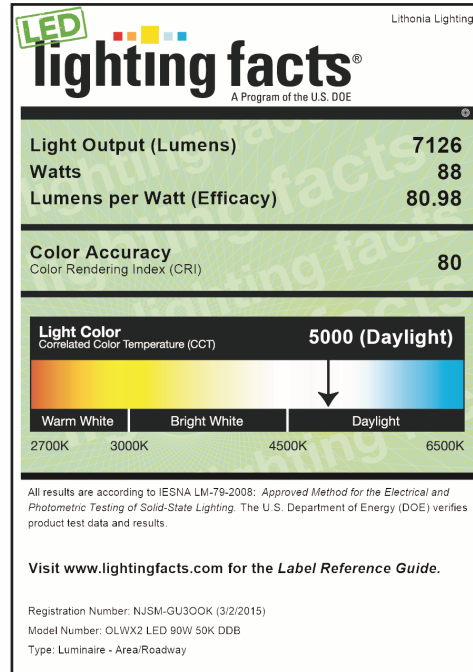 Lithonia Lighting
LED
lighting facts®
A Program of the U.S. DOE
Light Output (Lumens) 7126
Watts 88
Lumens per Watt (Efficacy) 80.98
Color Accuracy
Color Rendering Index (CRI) 80
Light Color
Correlated Color Temperature (CCT) 5000 (Daylight)
Warm White Bright White Daylight
2700K 3000K 4500K 6500K
All results are according to IESNA LM-79-2008: Approved Method for the Electrical and
Photometric Testing of Solid-State Lighting. The U.S. Department of Energy (DOE) verifies
product test data and results.
Visit www.lightingfacts.com for the Label Reference Guide.
Registration Number: NJSM-GU3OOK (3/2/2015)
Model Number: OLWX2 LED 90W 50K DDB
Type: Luminaire - Area/Roadway